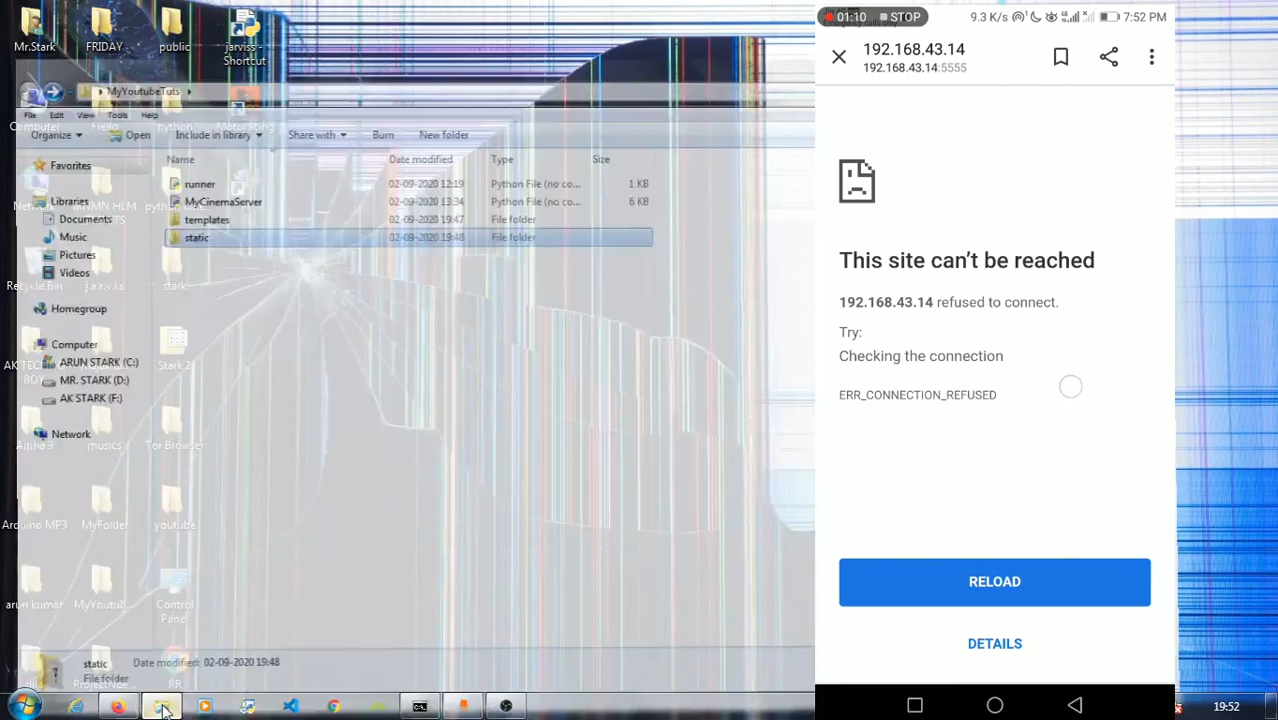 Mr.Stark
FRIDAY
public
jarviss -
Shortcut
MyYoutubeTuts
File
Edit
View
Tools
Help
Organize
Open
Include in library
Share with
Burn
New folder
Favorites
Libraries
Documents
Music
Pictures
Videos
Homegroup
Computer
ARUN STARK (C:)
MR. STARK (D:)
AK STARK (F:)
Network
Name
Date modified
Type
Size
runner
02-09-2020 12:19
Python File (no co...
1 KB
MyCinemaServer
02-09-2020 13:34
Python File (no co...
6 KB
templates
02-09-2020 19:47
File folder
static
02-09-2020 19:48
File folder
Recycle Bin
j.a.r.v.i.s
stark
Stark 2
musics
Tor Browser
Arduino MP3
MyFolder
youtube
arun kumar
MyYoutub...
Control
Panel
static
Date modified: 02-09-2020 19:48
File folder
01:10
STOP
9.3 K/s
7:52 PM
192.168.43.14
192.168.43.14:5555
This site can't be reached
192.168.43.14 refused to connect.
Try:
Checking the connection
ERR_CONNECTION_REFUSED
RELOAD
DETAILS
19:52